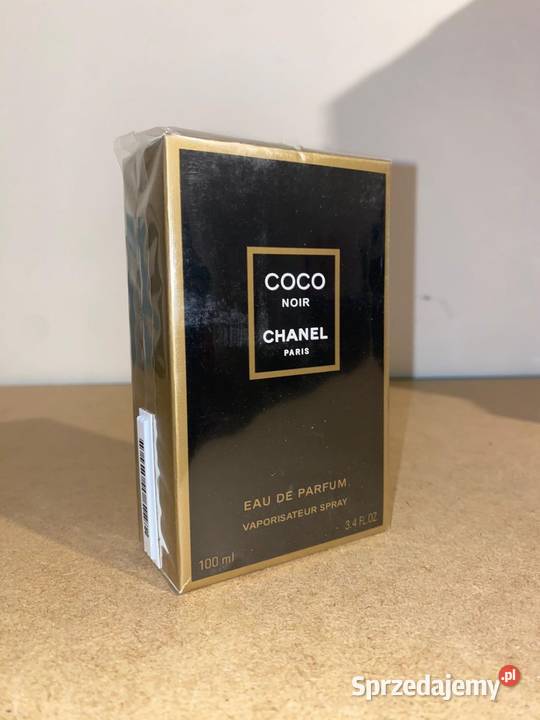 COCO
NOIR
CHANEL
PARIS
EAU DE PARFUM
VAPORISATEUR SPRAY
100 ml
3.4 FL OZ
Sprzedajemy.pl